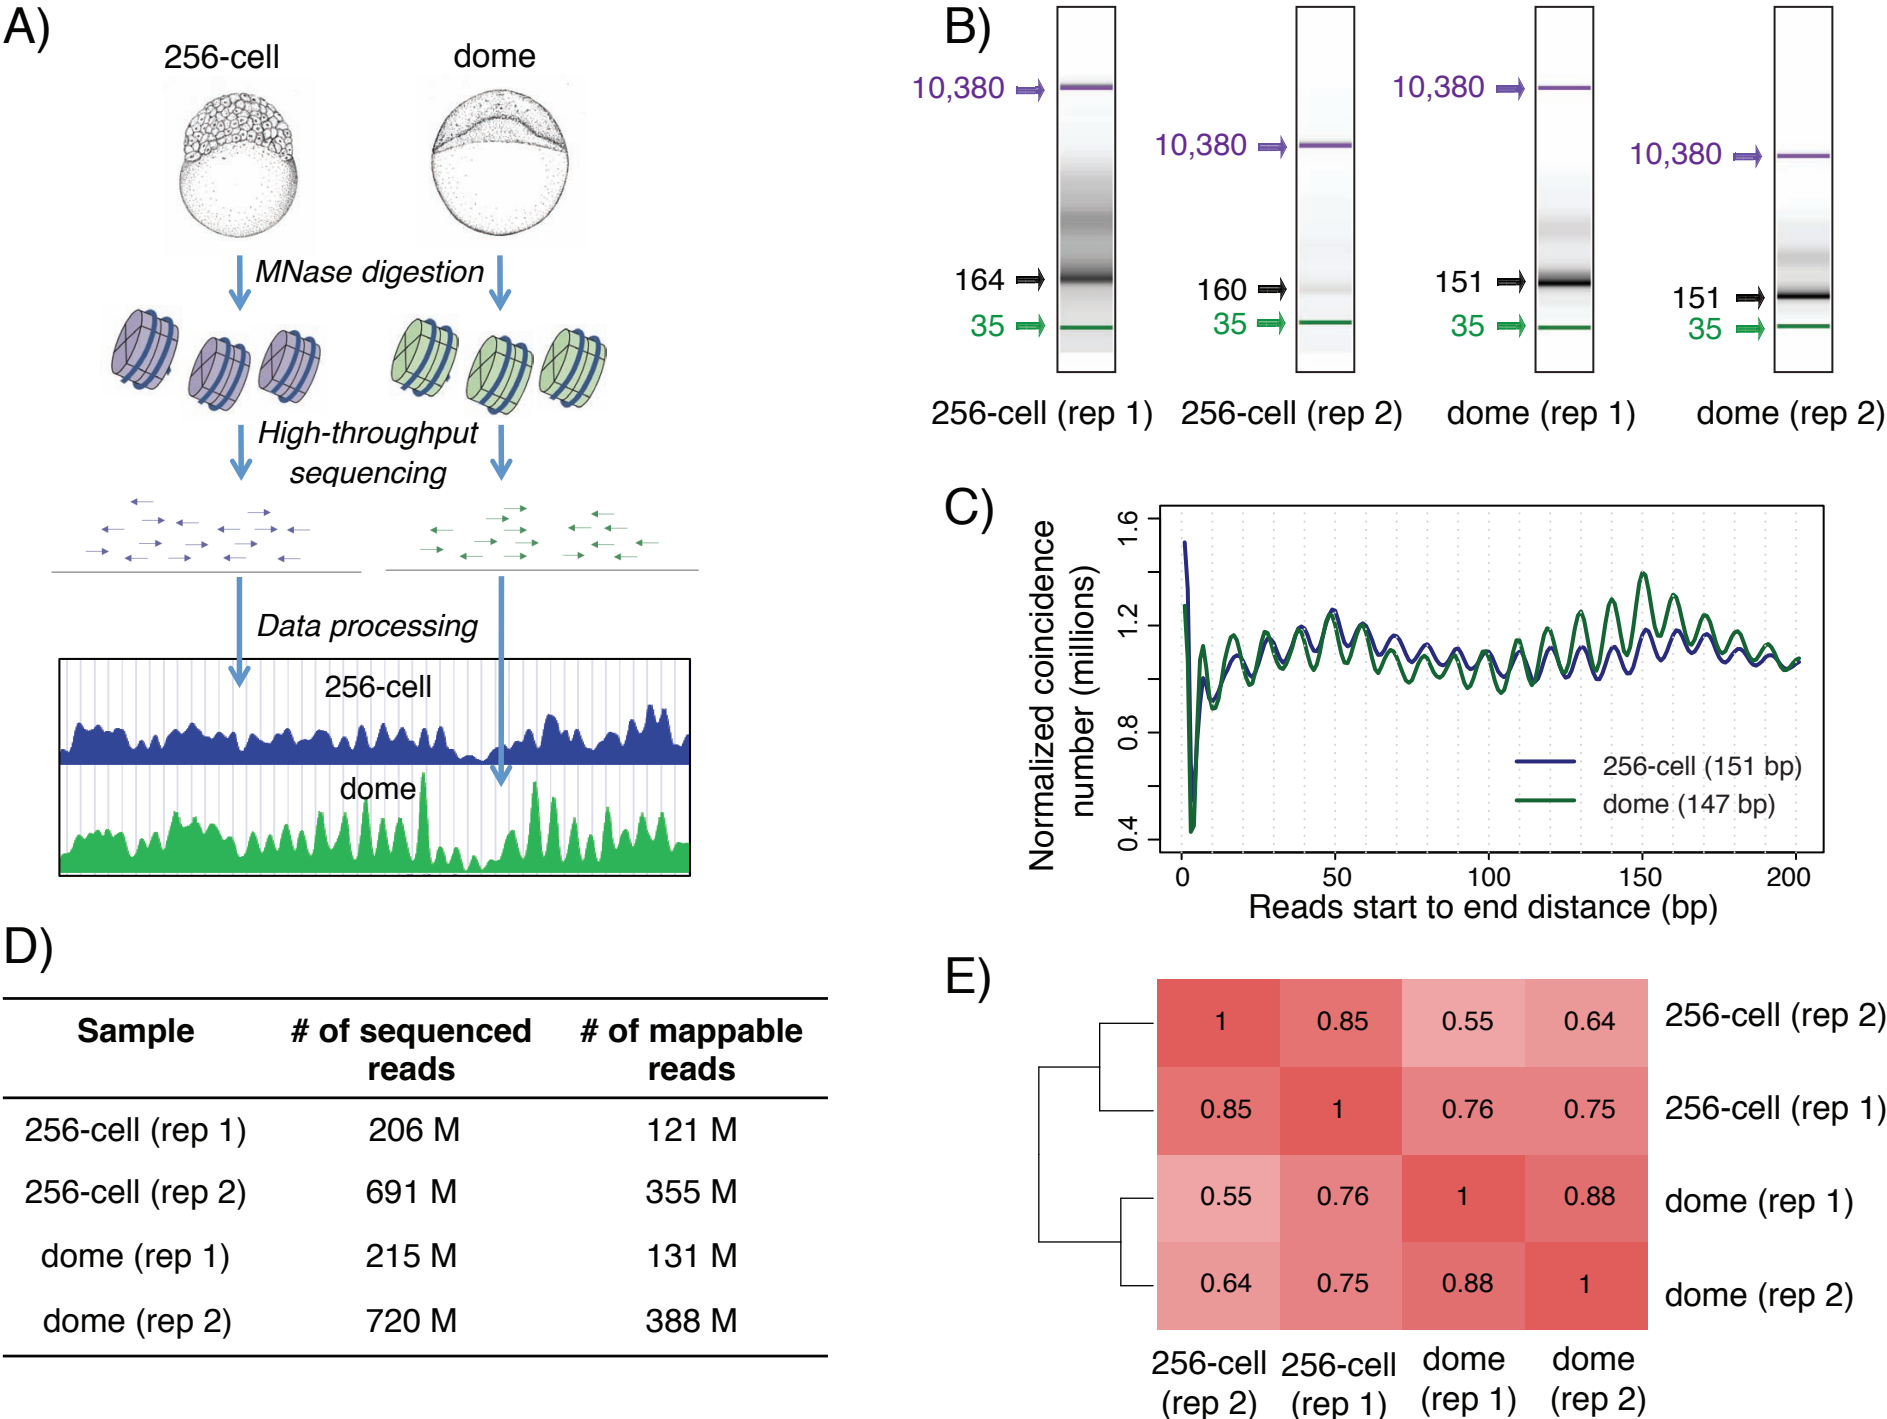 A)
256-cell
dome
MNase digestion
High-throughput
sequencing
Data processing
256-cell
dome
B)
10,380
164
35
256-cell (rep 1)
10,380
160
35
256-cell (rep 2)
10,380
151
35
dome (rep 1)
10,380
151
35
dome (rep 2)
C)
Normalized coincidence
number (millions)
1.6
1.2
0.8
0.4
256-cell (151 bp)
dome (147 bp)
0 50 100 150 200
Reads start to end distance (bp)
D)
Sample # of sequenced reads # of mappable reads
256-cell (rep 1) 206 M 121 M
256-cell (rep 2) 691 M 355 M
dome (rep 1) 215 M 131 M
dome (rep 2) 720 M 388 M
E)
1 0.85 0.55 0.64 256-cell (rep 2)
0.85 1 0.76 0.75 256-cell (rep 1)
0.55 0.76 1 0.88 dome (rep 1)
0.64 0.75 0.88 1 dome (rep 2)
256-cell (rep 2) 256-cell (rep 1) dome (rep 1) dome (rep 2)